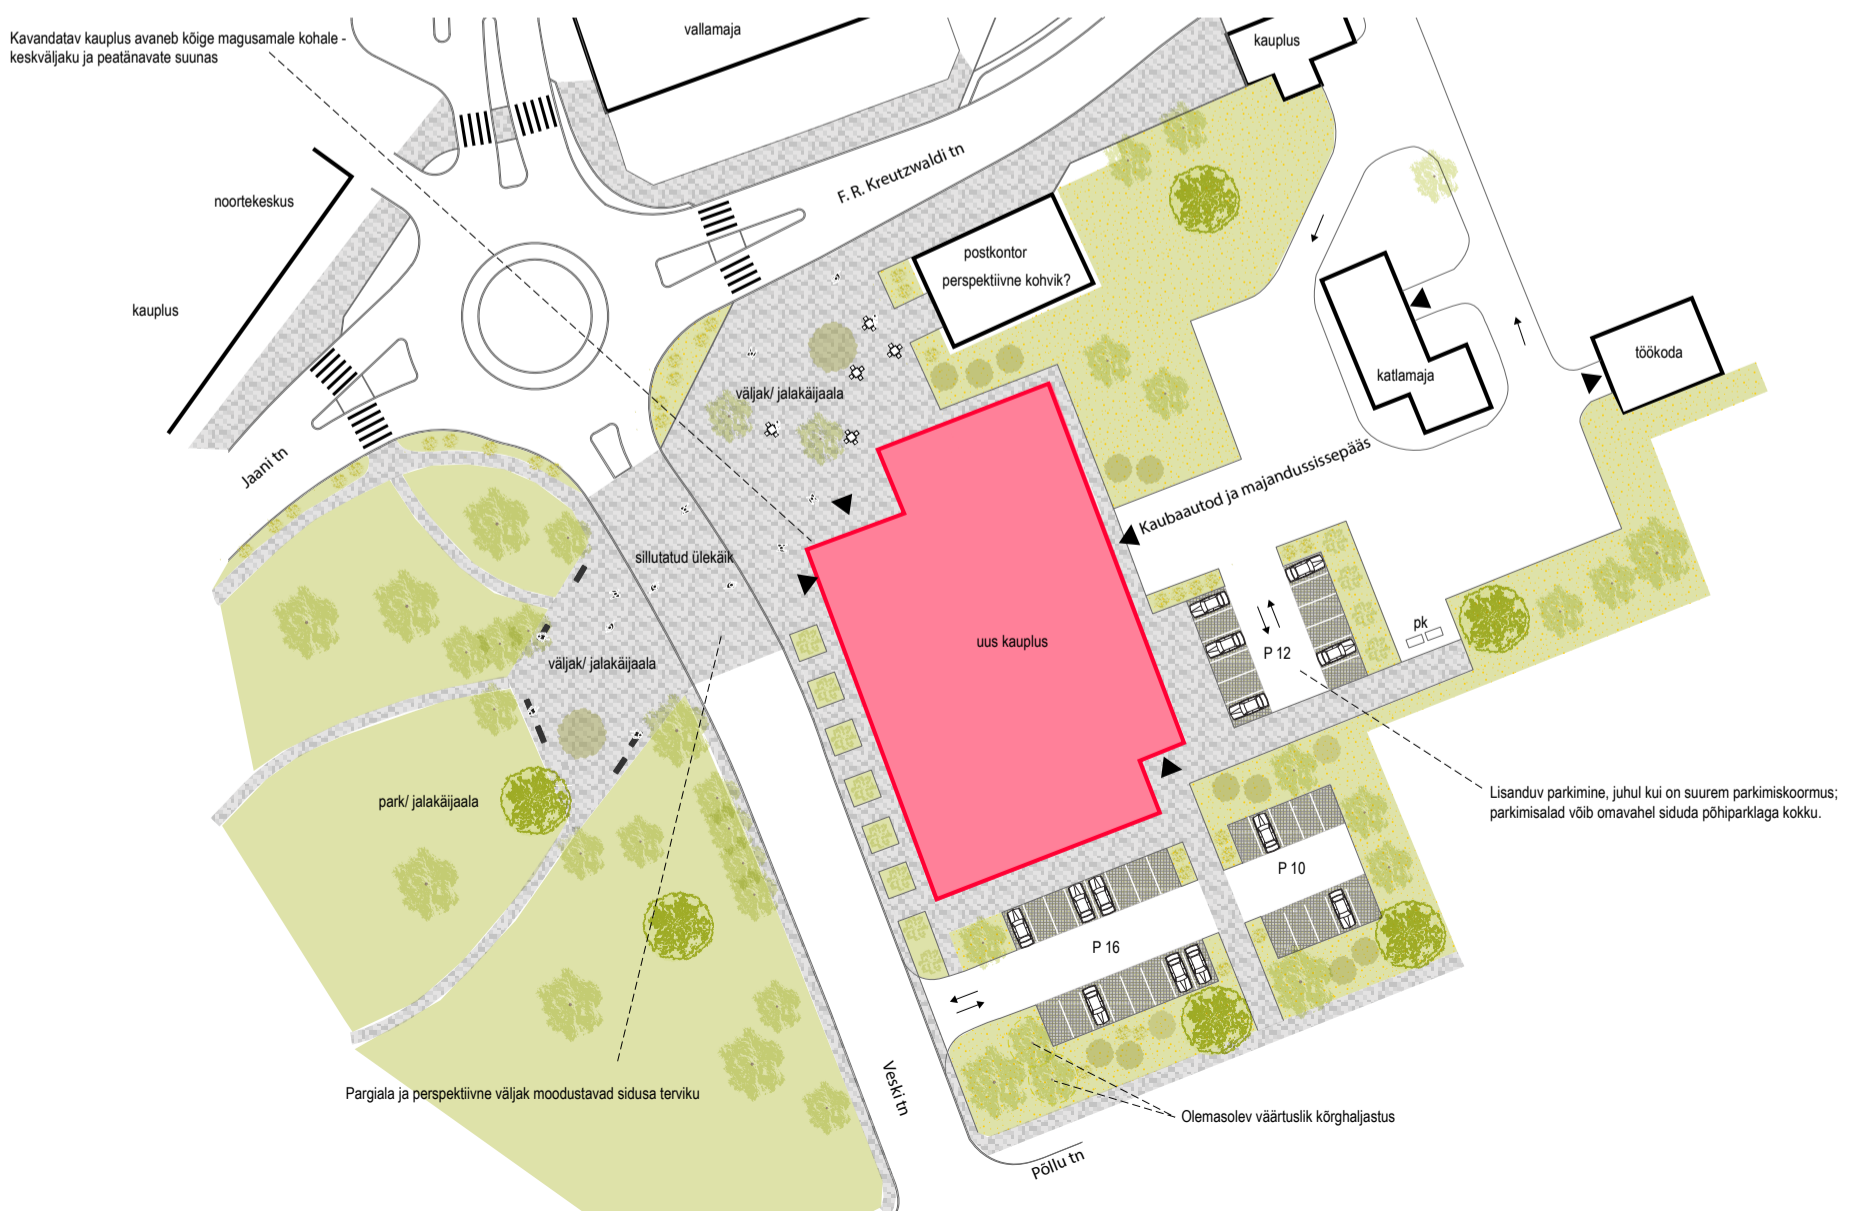 Kavandatav kauplus avaneb kõige magusamale kohale -
keskväljaku ja peatänavate suunas
vallamaja
kauplus
F. R. Kreutzwaldi tn
noortekeskus
kauplus
postkontor
perspektiivne kohvik?
katlamaja
töökoda
väljak/ jalakäijaala
Jaani tn
Kaubaautod ja majandussissepääs
sillutatud ülekäik
uus kauplus
väljak/ jalakäijaala
P 12
pk
park/ jalakäijaala
Lisanduv parkimine, juhul kui on suurem parkimiskoormus;
parkimisalad võib omavahel siduda põhiparklaga kokku.
P 10
P 16
Pargiala ja perspektiivne väljak moodustavad sidusa terviku
Veski tn
Olemasolev väärtuslik kõrghaljastus
Põllu tn